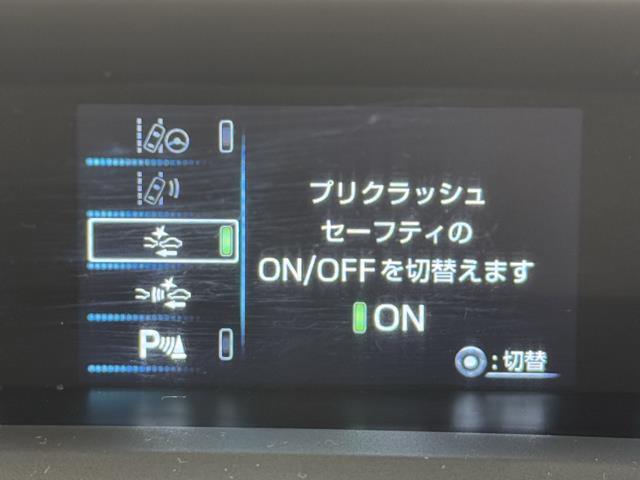 プリクラッシュ
セーフティの
ON/OFFを切替えます
ON
:切替
P